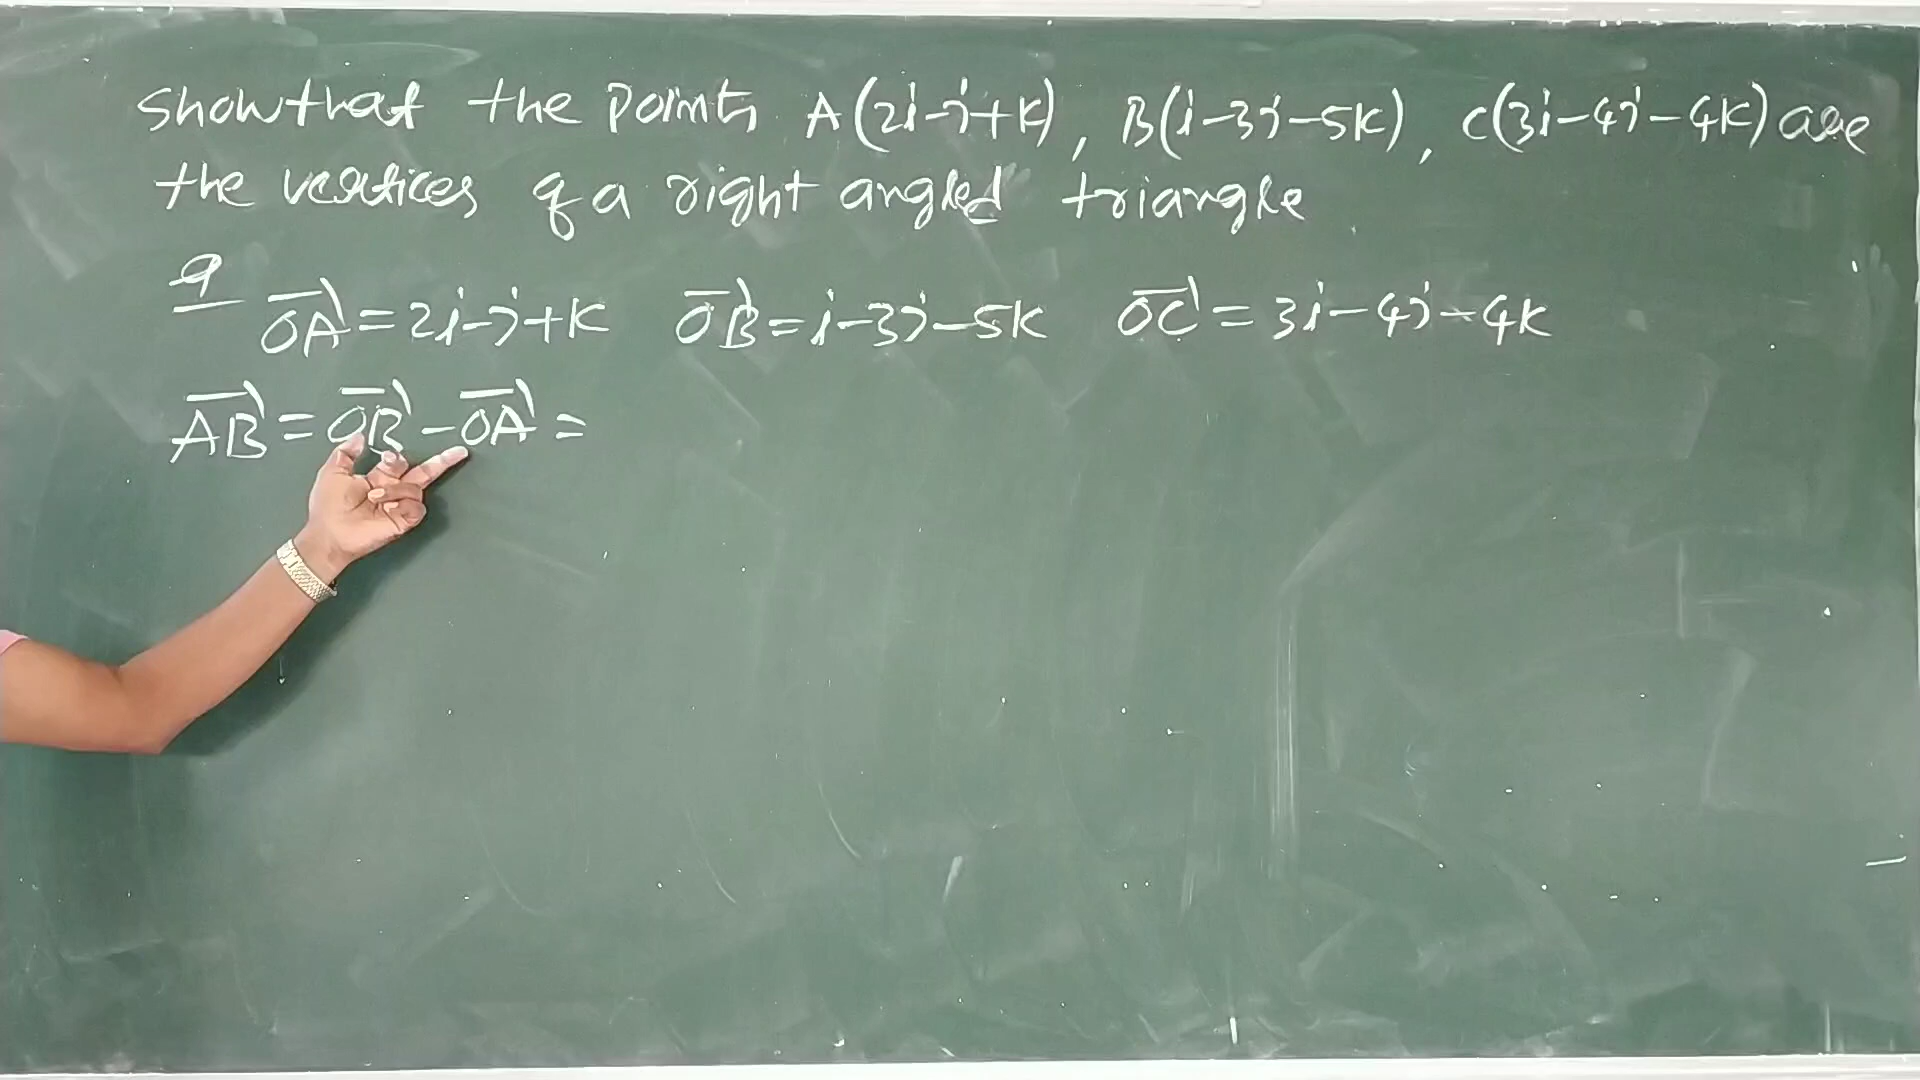 Show that the points A(2i-j+k), B(i-3j-5k), C(3i-4j-4k) are
the vertices of a right angled triangle
OA = 2i-j+k OB = i-3j-5k OC = 3i-4j-4k
AB = OB - OA =